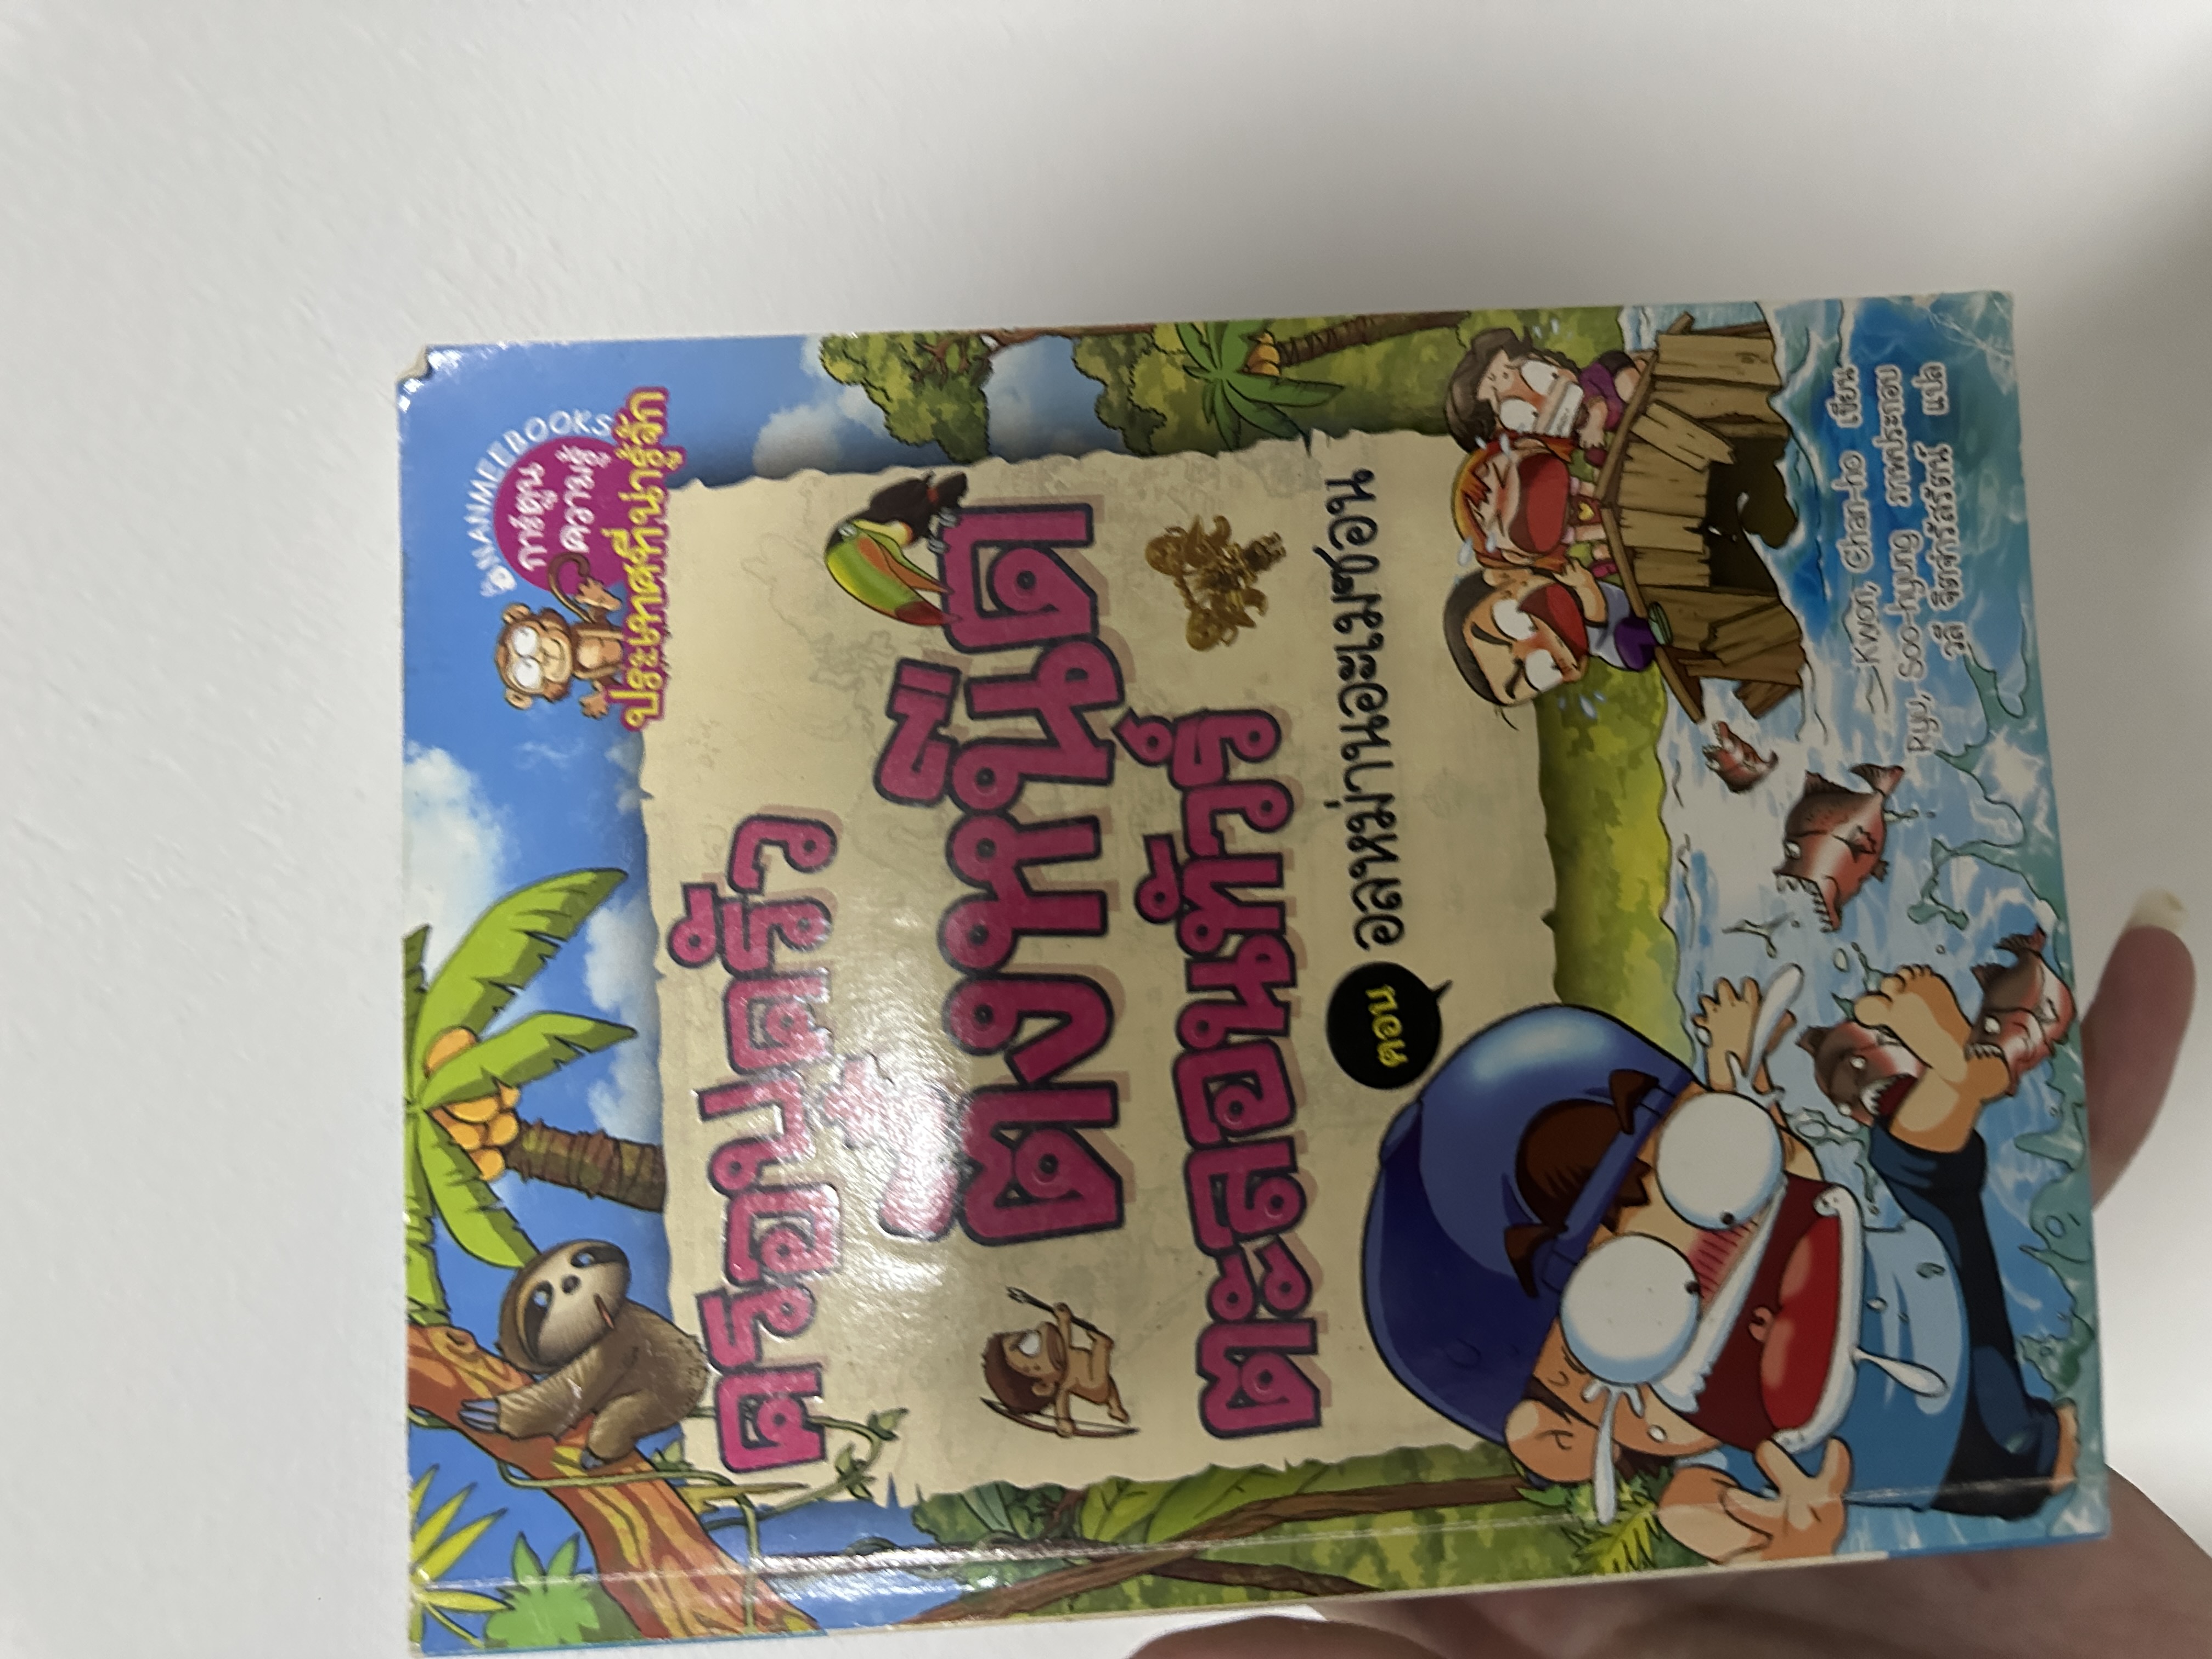 NANMEEBOOKS
การ์ตูน
ความรู้
ประเทศที่น่ารู้จัก
ครอบครัว
ตั๋งหนืด
ตะลอนทัวร์
ตอน อลหม่านอะเมซอน
Kwon, Chan-ho เขียน
Ryu, Soo-hyung ภาพประกอบ
วลี จิตจำรัสรัตน์ แปล